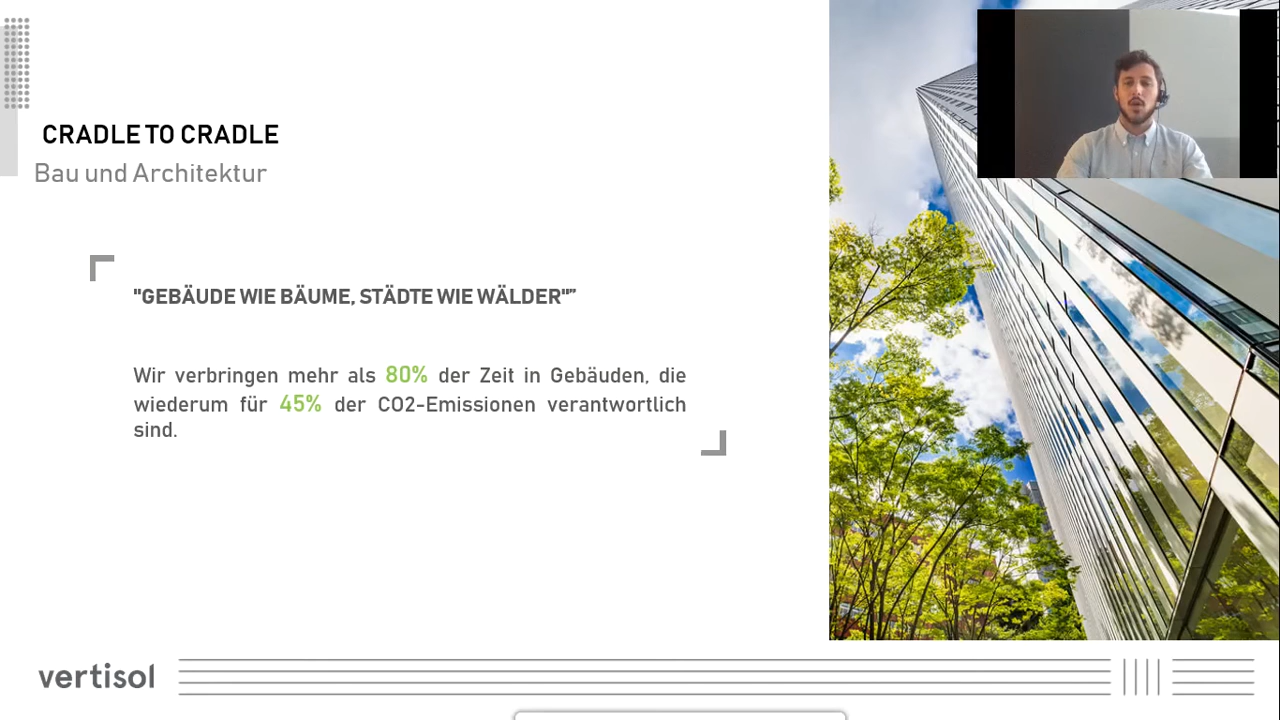 CRADLE TO CRADLE
Bau und Architektur
"GEBÄUDE WIE BÄUME, STÄDTE WIE WÄLDER"”
Wir verbringen mehr als 80% der Zeit in Gebäuden, die
wiederum für 45% der CO2-Emissionen verantwortlich
sind.
vertisol